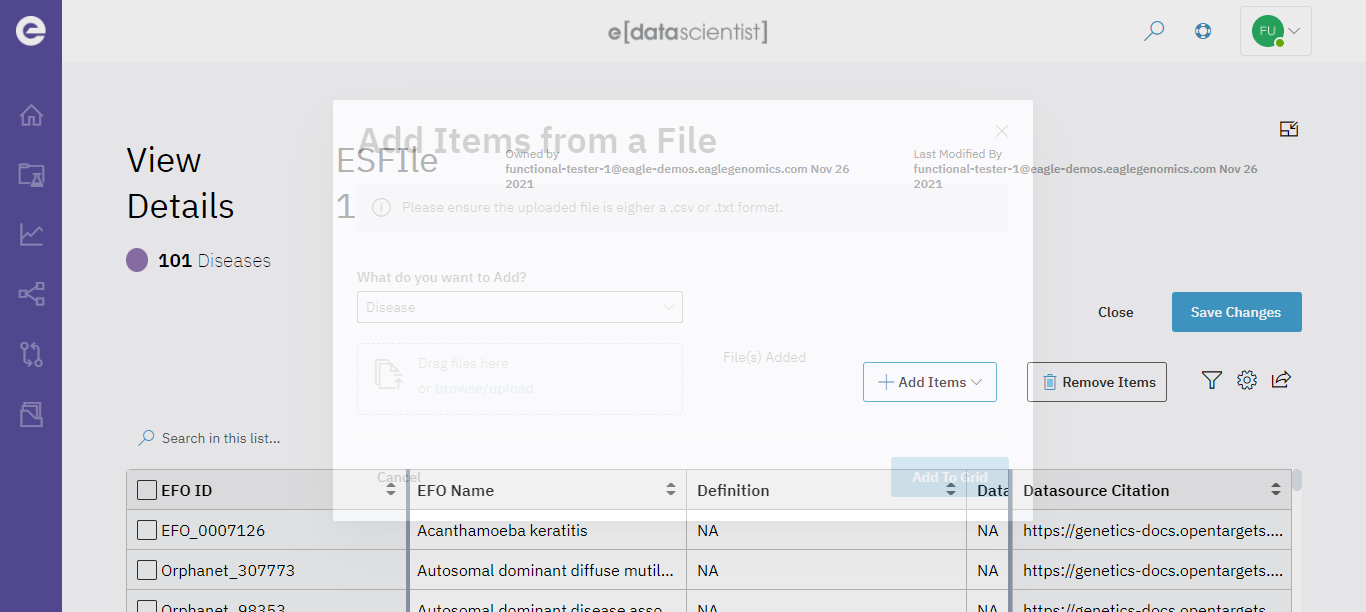 e[datascientist]
FU
Add Items from a File
View
Details
ESFIle
1
Owned by
functional-tester-1@eagle-demos.eaglegenomics.com Nov 26
2021
Last Modified By
functional-tester-1@eagle-demos.eaglegenomics.com Nov 26
2021
Please ensure the uploaded file is eigher a .csv or .txt format.
101 Diseases
What do you want to Add?
Disease
Close
Save Changes
Drag files here
or browse/upload
File(s) Added
Add Items
Remove Items
Search in this list...
Cancel
Add To Grid
EFO ID EFO Name Definition Data Datasource Citation
EFO_0007126 Acanthamoeba keratitis NA NA https://genetics-docs.opentargets....
Orphanet_307773 Autosomal dominant diffuse mutil... NA NA https://genetics-docs.opentargets....
Orphanet_98353 Autosomal dominant disease asso... NA NA https://genetics-docs.opentargets....